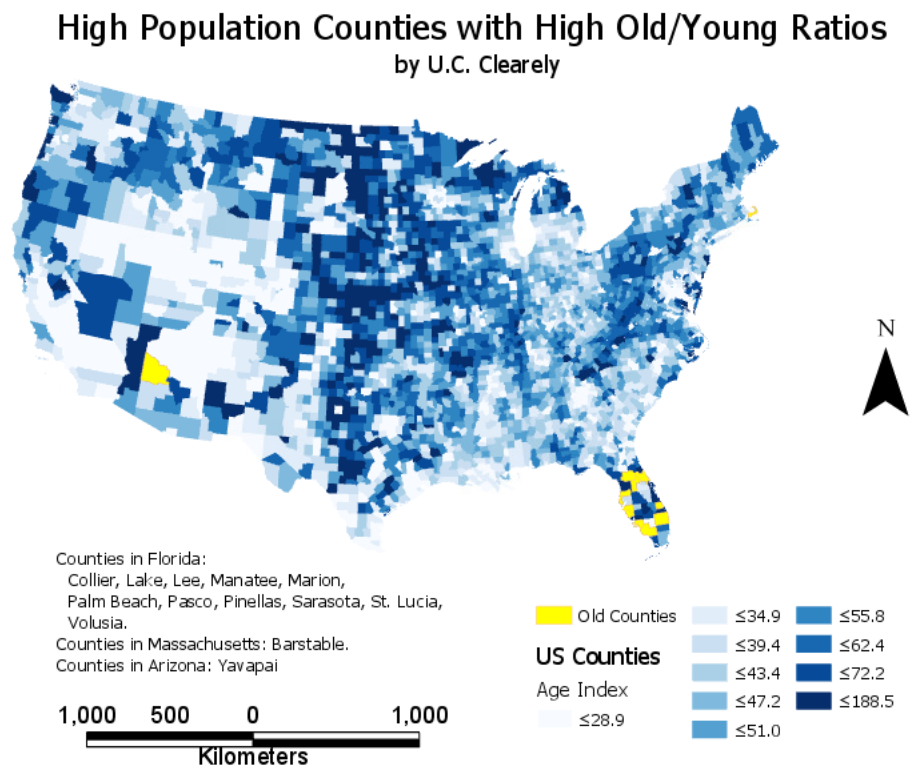 High Population Counties with High Old/Young Ratios
by U.C. Clearely
N
Counties in Florida:
Collier, Lake, Lee, Manatee, Marion,
Palm Beach, Pasco, Pinellas, Sarasota, St. Lucia,
Volusia.
Counties in Massachusetts: Barstable.
Counties in Arizona: Yavapai
1,000 500 0 1,000
Kilometers
Old Counties
US Counties
Age Index
≤28.9
≤34.9
≤39.4
≤43.4
≤47.2
≤51.0
≤55.8
≤62.4
≤72.2
≤188.5